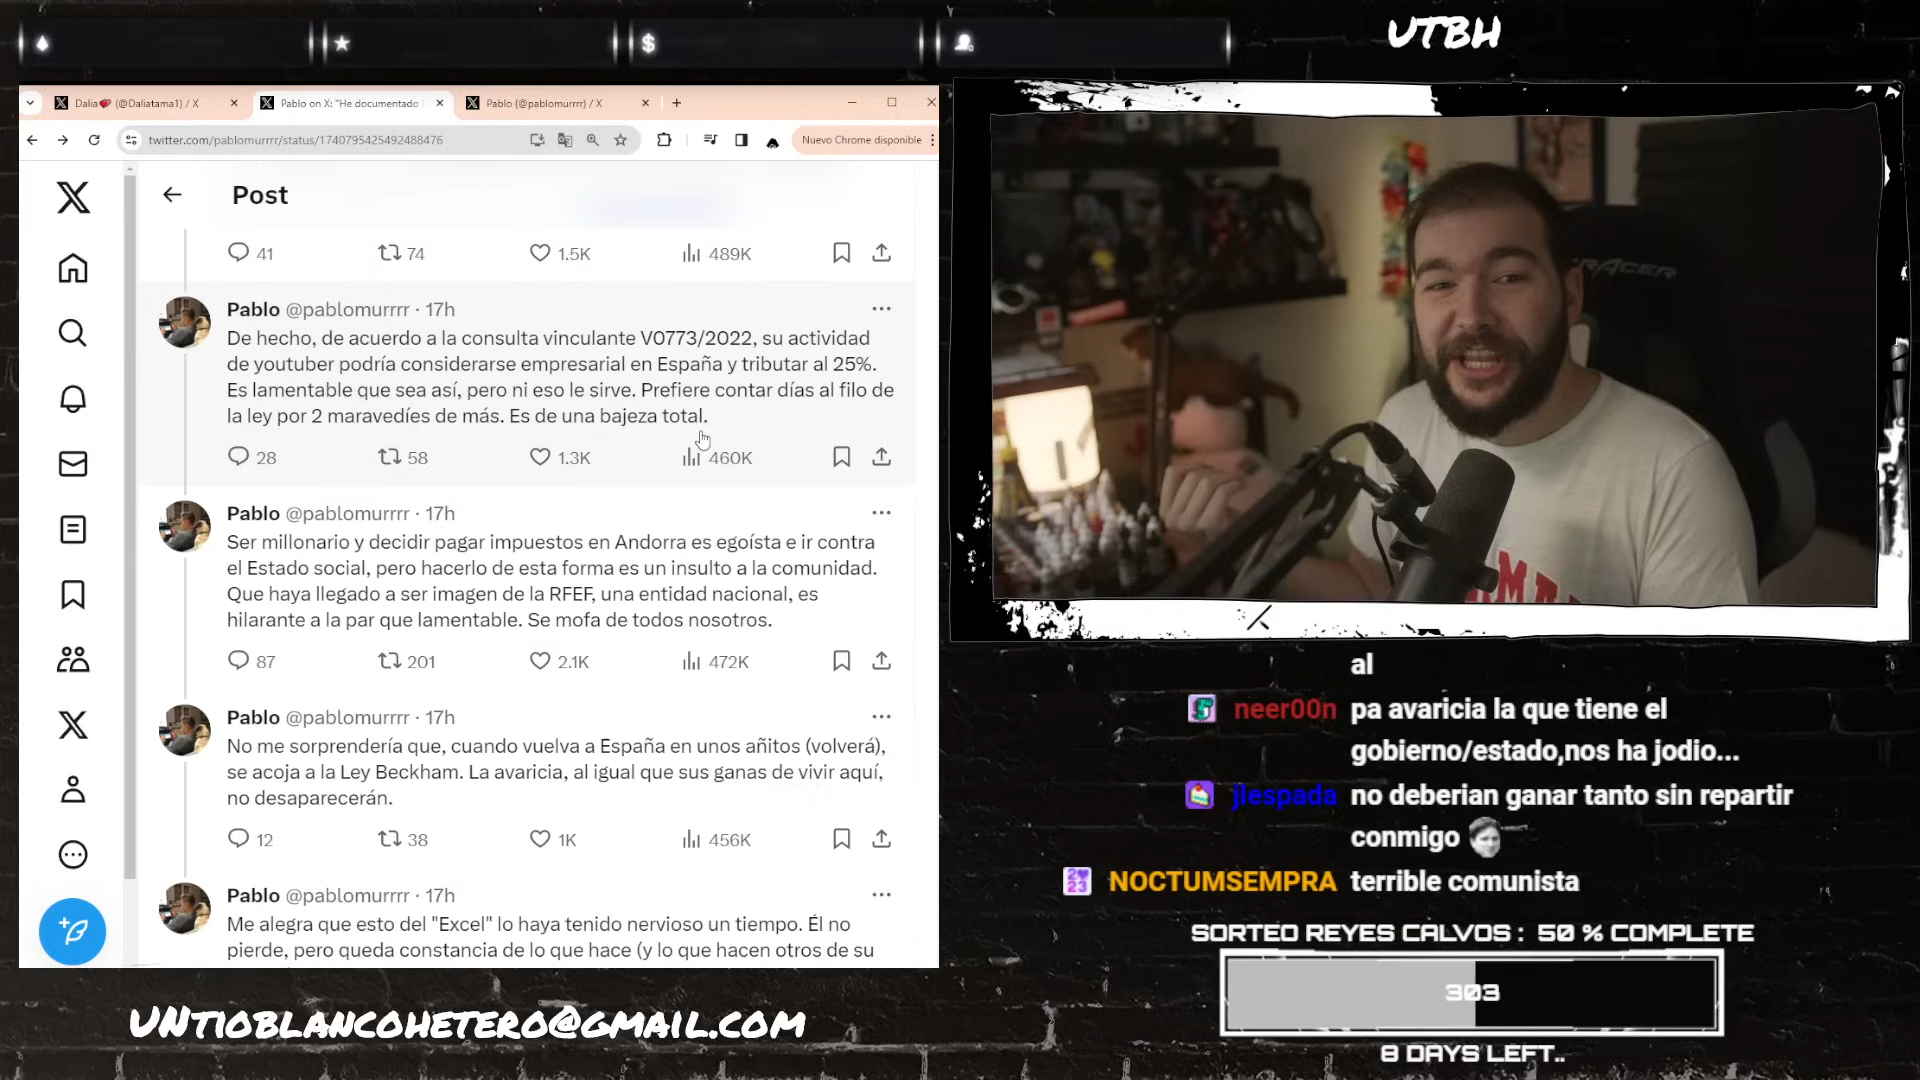 UTBH
Dalia (@Daliatama1) / X
Pablo on X: "He documentado
Pablo (@pablomurrrr) / X
twitter.com/pablomurrrr/status/1740795425492488476
Nuevo Chrome disponible
Post
41 74 1.5K 489K
Pablo @pablomurrrr · 17h
De hecho, de acuerdo a la consulta vinculante V0773/2022, su actividad
de youtuber podría considerarse empresarial en España y tributar al 25%.
Es lamentable que sea así, pero ni eso le sirve. Prefiere contar días al filo de
la ley por 2 maravedíes de más. Es de una bajeza total.
28 58 1.3K 460K
Pablo @pablomurrrr · 17h
Ser millonario y decidir pagar impuestos en Andorra es egoísta e ir contra
el Estado social, pero hacerlo de esta forma es un insulto a la comunidad.
Que haya llegado a ser imagen de la RFEF, una entidad nacional, es
hilarante a la par que lamentable. Se mofa de todos nosotros.
87 201 2.1K 472K
Pablo @pablomurrrr · 17h
No me sorprendería que, cuando vuelva a España en unos añitos (volverá),
se acoja a la Ley Beckham. La avaricia, al igual que sus ganas de vivir aquí,
no desaparecerán.
12 38 1K 456K
Pablo @pablomurrrr · 17h
Me alegra que esto del "Excel" lo haya tenido nervioso un tiempo. Él no
pierde, pero queda constancia de lo que hace (y lo que hacen otros de su
al
neer00n pa avaricia la que tiene el
gobierno/estado,nos ha jodio...
jlespada no deberian ganar tanto sin repartir
conmigo
NOCTUMSEMPRA terrible comunista
SORTEO REYES CALVOS : 50 % COMPLETE
303
8 DAYS LEFT..
UNTIOBLANCOHETERO@GMAIL.COM